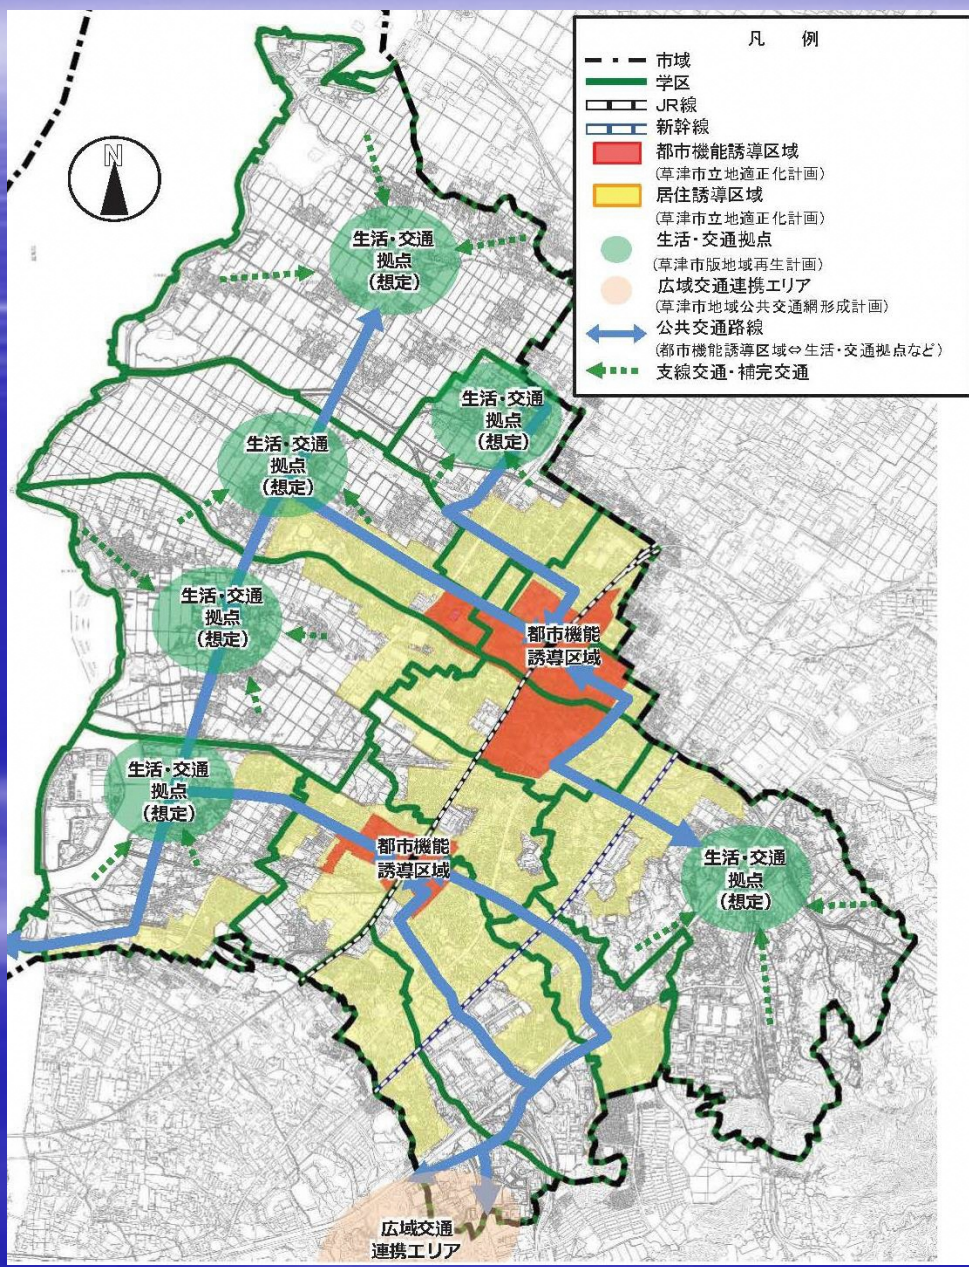 凡 例
市域
学区
JR線
新幹線
都市機能誘導区域
(草津市立地適正化計画)
居住誘導区域
(草津市立地適正化計画)
生活・交通拠点
(草津市版地域再生計画)
広域交通連携エリア
(草津市地域公共交通網形成計画)
公共交通路線
(都市機能誘導区域⇔生活・交通拠点など)
支線交通・補完交通
N
生活・交通
拠点
(想定)
生活・交通
拠点
(想定)
生活・交通
拠点
(想定)
生活・交通
拠点
(想定)
都市機能
誘導区域
生活・交通
拠点
(想定)
都市機能
誘導区域
生活・交通
拠点
(想定)
広域交通
連携エリア